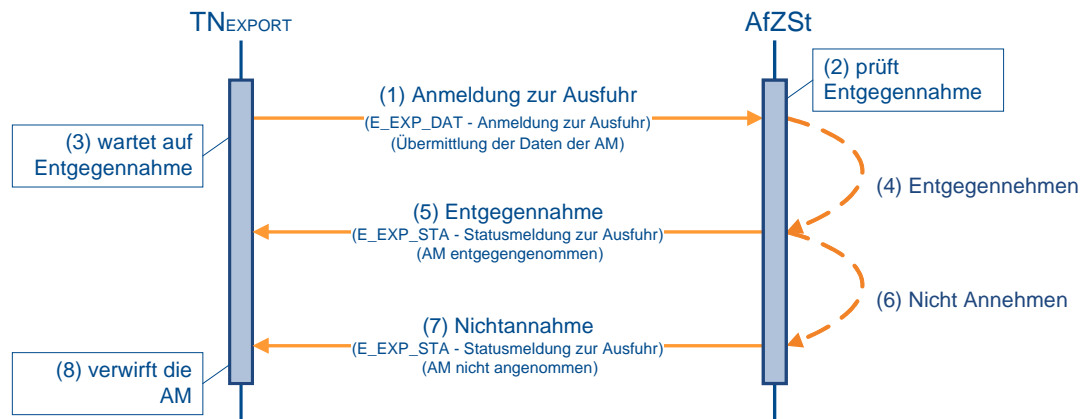 TNEXPORT
AfZSt
(2) prüft
Entgegennahme
(1) Anmeldung zur Ausfuhr
(E_EXP_DAT - Anmeldung zur Ausfuhr)
(Übermittlung der Daten der AM)
(3) wartet auf
Entgegennahme
(4) Entgegennehmen
(5) Entgegennahme
(E_EXP_STA - Statusmeldung zur Ausfuhr)
(AM entgegengenommen)
(6) Nicht Annehmen
(7) Nichtannahme
(E_EXP_STA - Statusmeldung zur Ausfuhr)
(AM nicht angenommen)
(8) verwirft die
AM